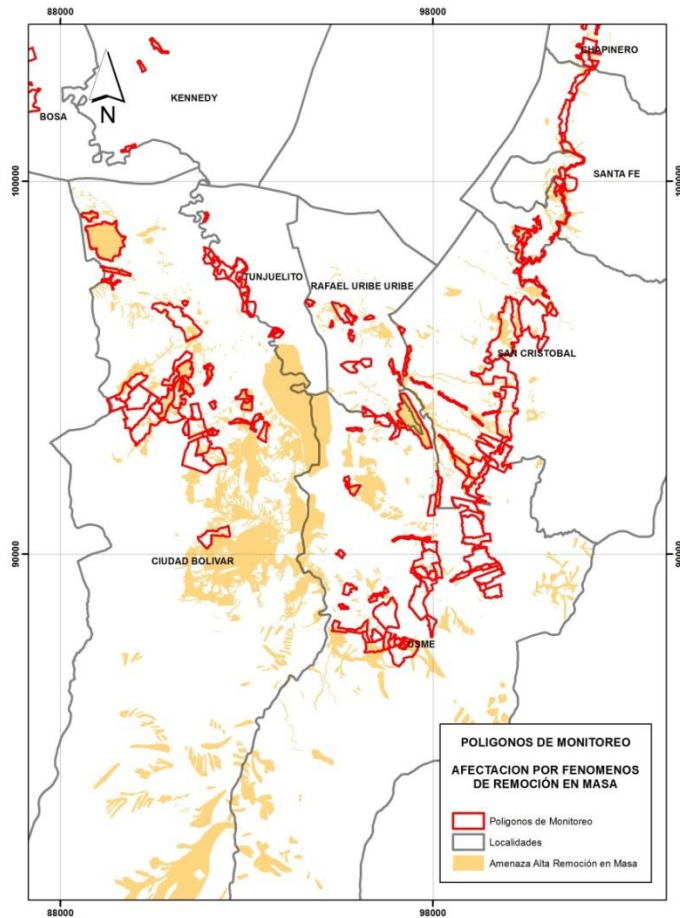 88000
98000
CHAPINERO
KENNEDY
BOSA
N
100000
100000
SANTA FE
TUNJUELITO
RAFAEL URIBE URIBE
SAN CRISTOBAL
90000
90000
CIUDAD BOLIVAR
USME
POLIGONOS DE MONITOREO
AFECTACION POR FENOMENOS
DE REMOCIÓN EN MASA
Poligonos de Monitoreo
Localidades
Amenaza Alta Remoción en Masa
88000
98000